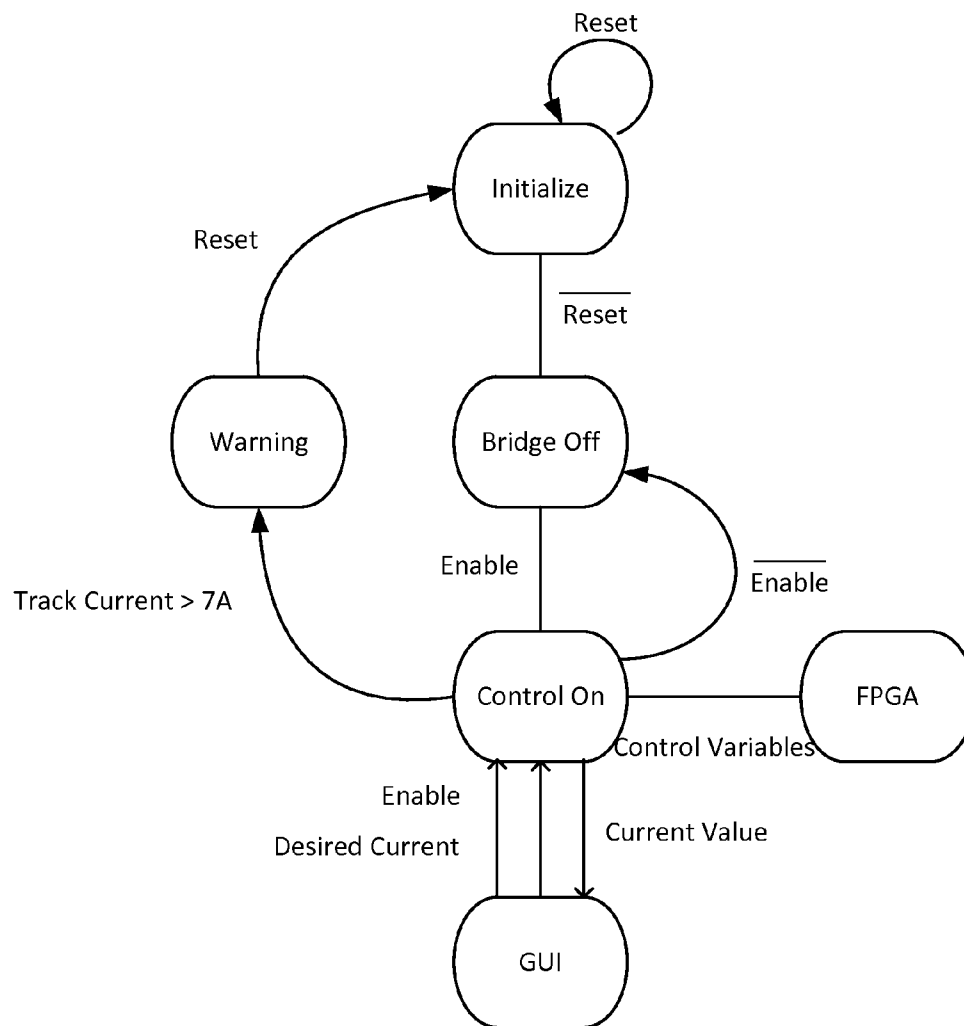 Reset
Initialize
Reset
Reset
Warning
Bridge Off
Enable
Enable
Track Current > 7A
Control On
FPGA
Control Variables
Enable
Desired Current
Current Value
GUI